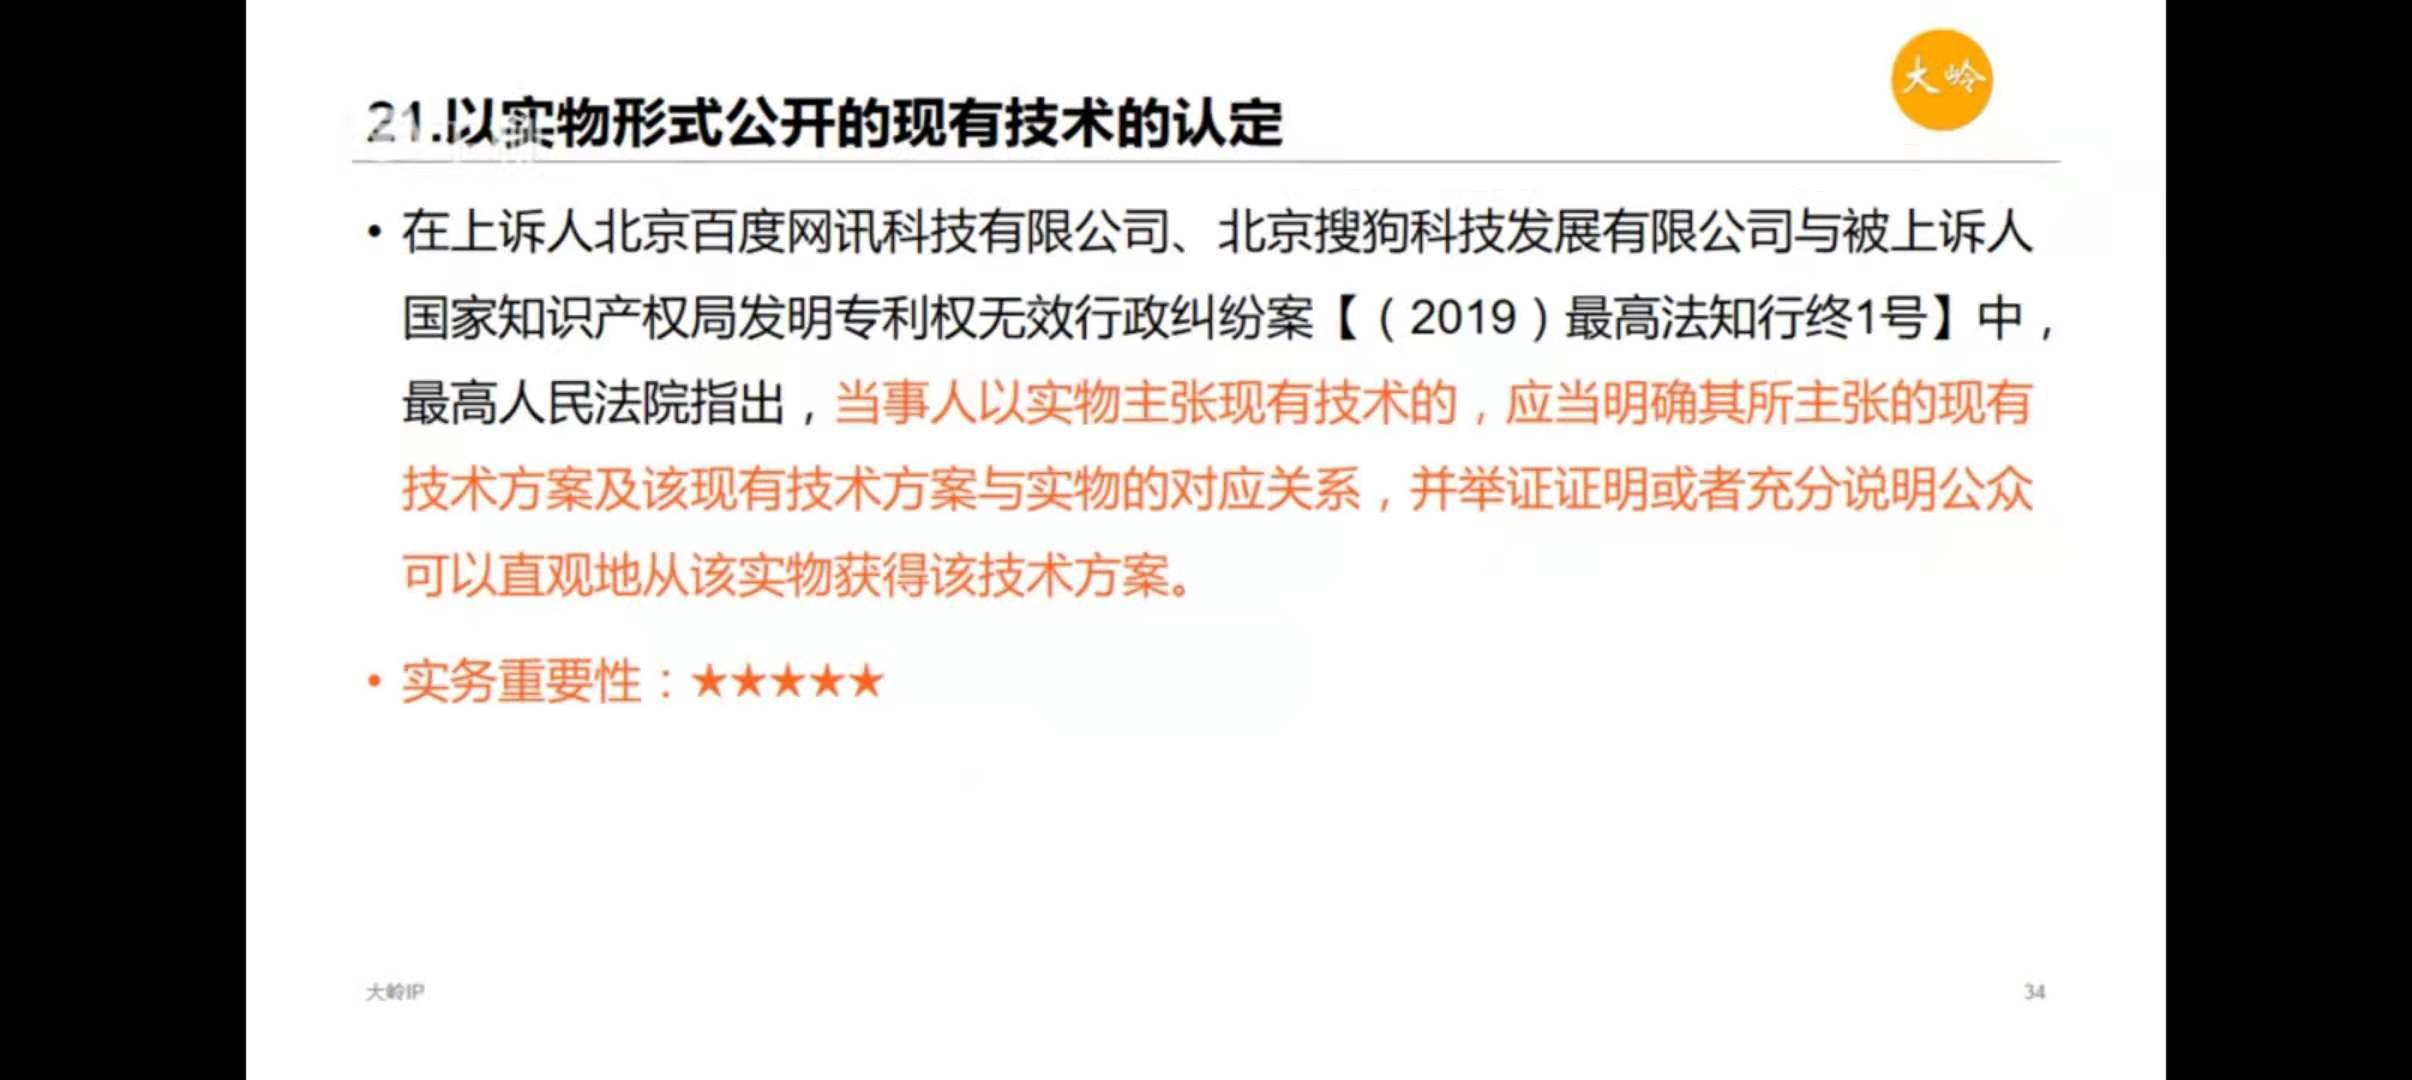 大岭
21.以实物形式公开的现有技术的认定
• 在上诉人北京百度网讯科技有限公司、北京搜狗科技发展有限公司与被上诉人
国家知识产权局发明专利权无效行政纠纷案【（2019）最高法知行终1号】中，
最高人民法院指出，当事人以实物主张现有技术的，应当明确其所主张的现有
技术方案及该现有技术方案与实物的对应关系，并举证证明或者充分说明公众
可以直观地从该实物获得该技术方案。
• 实务重要性：★★★★★
大岭IP
34